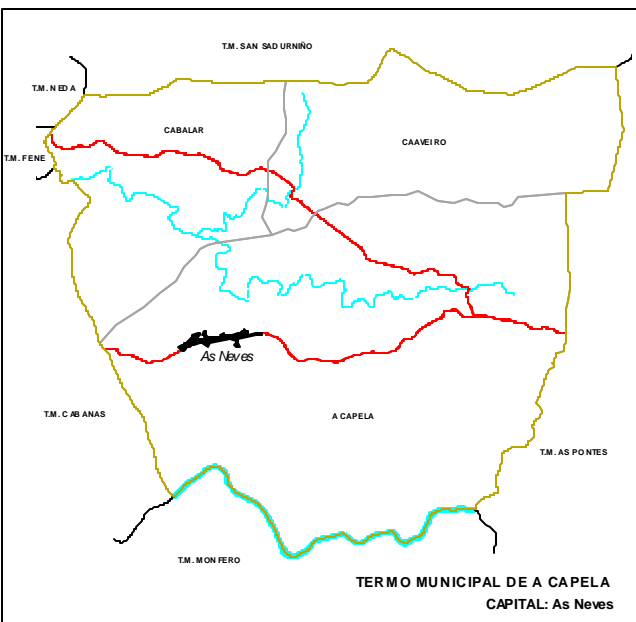 T.M. SAN SADURNIÑO
T.M. NEDA
CABALAR
CAAVEIRO
T.M. FENE
As Neves
T.M. CABANAS
A CAPELA
T.M. AS PONTES
T.M. MONFERO
TERMO MUNICIPAL DE A CAPELA
CAPITAL: As Neves